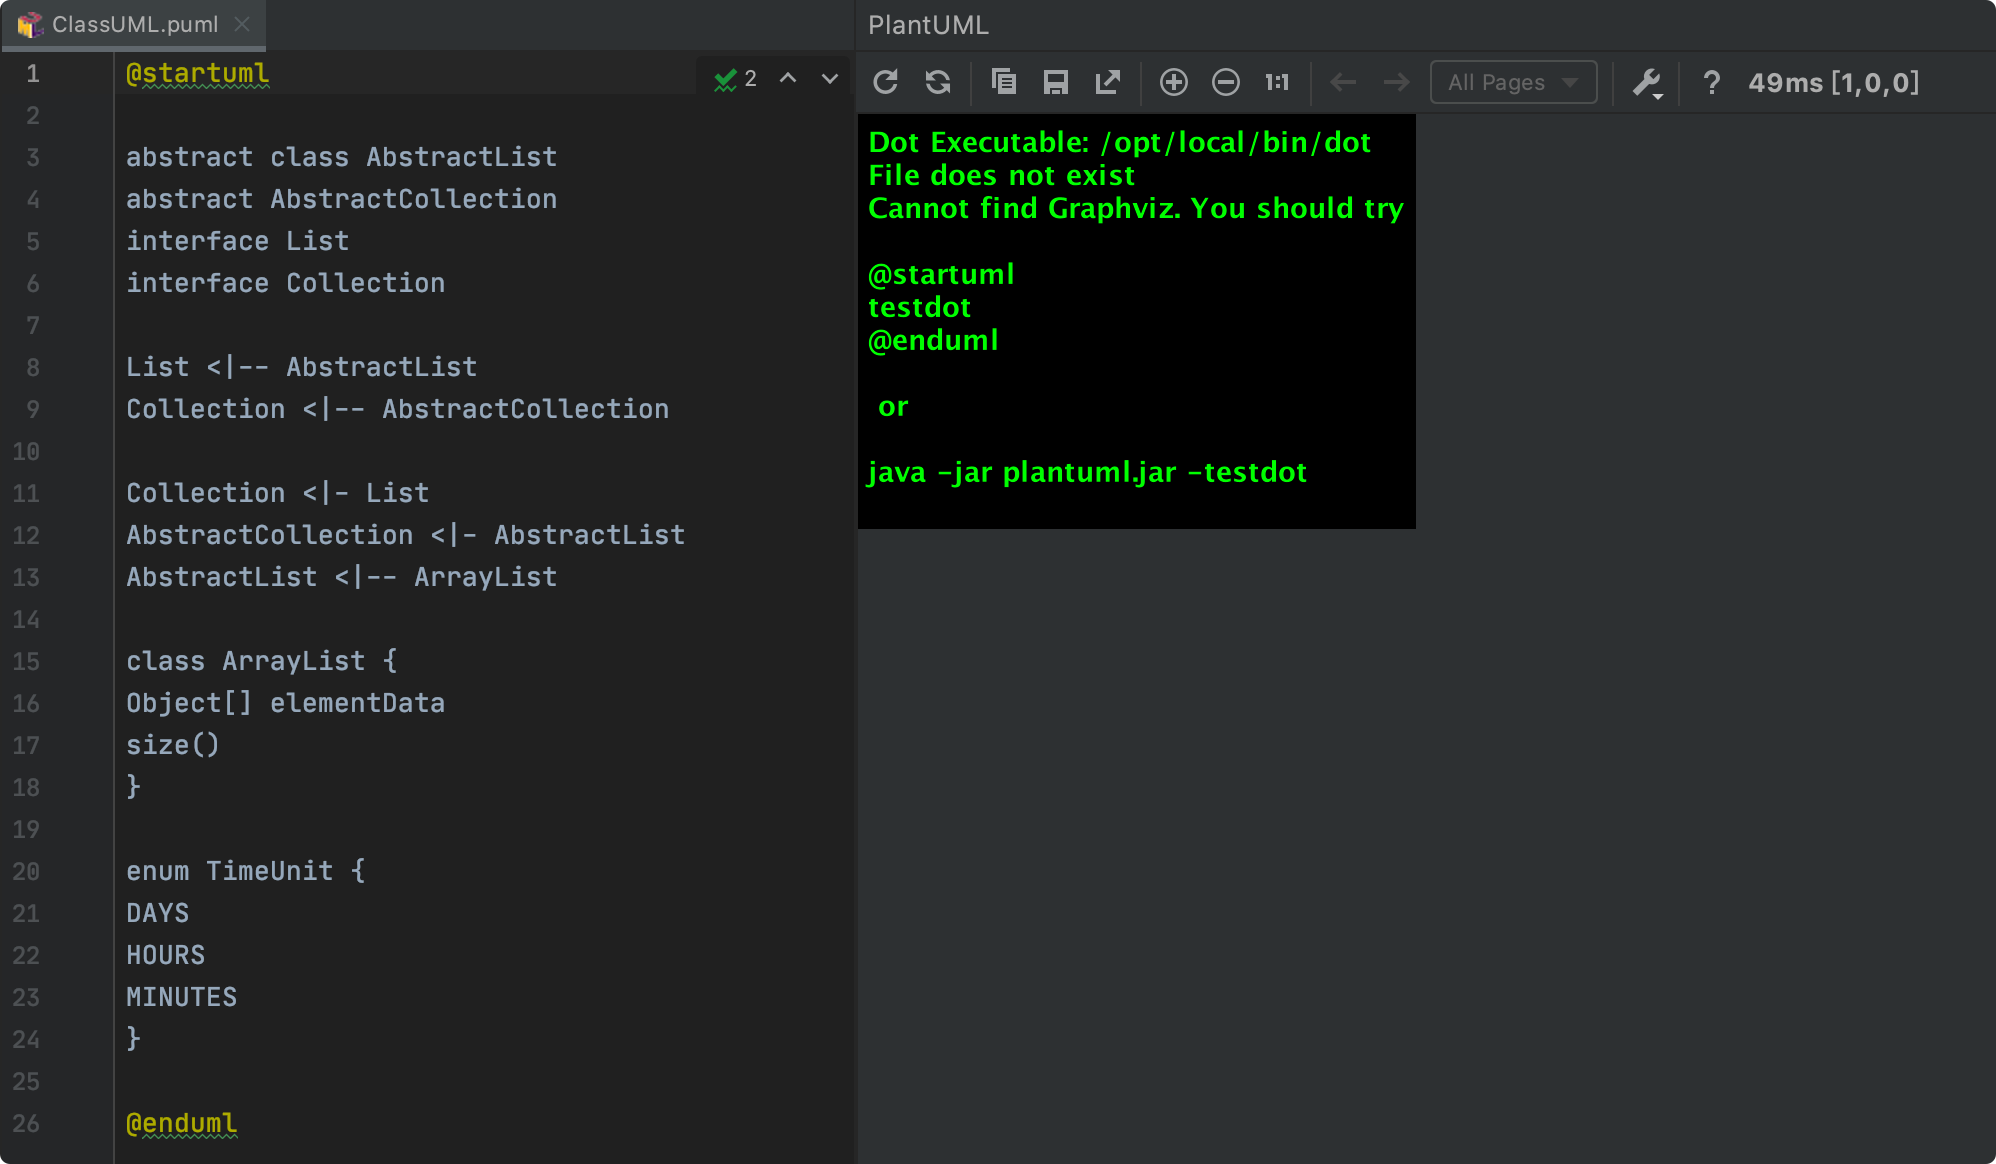 ClassUML.puml
PlantUML
2
1:1
All Pages
?
49ms [1,0,0]
1 @startuml
2
3 abstract class AbstractList
4 abstract AbstractCollection
5 interface List
6 interface Collection
7
8 List <|-- AbstractList
9 Collection <|-- AbstractCollection
10
11 Collection <|- List
12 AbstractCollection <|- AbstractList
13 AbstractList <|-- ArrayList
14
15 class ArrayList {
16 Object[] elementData
17 size()
18 }
19
20 enum TimeUnit {
21 DAYS
22 HOURS
23 MINUTES
24 }
25
26 @enduml
Dot Executable: /opt/local/bin/dot
File does not exist
Cannot find Graphviz. You should try
@startuml
testdot
@enduml
or
java -jar plantuml.jar -testdot